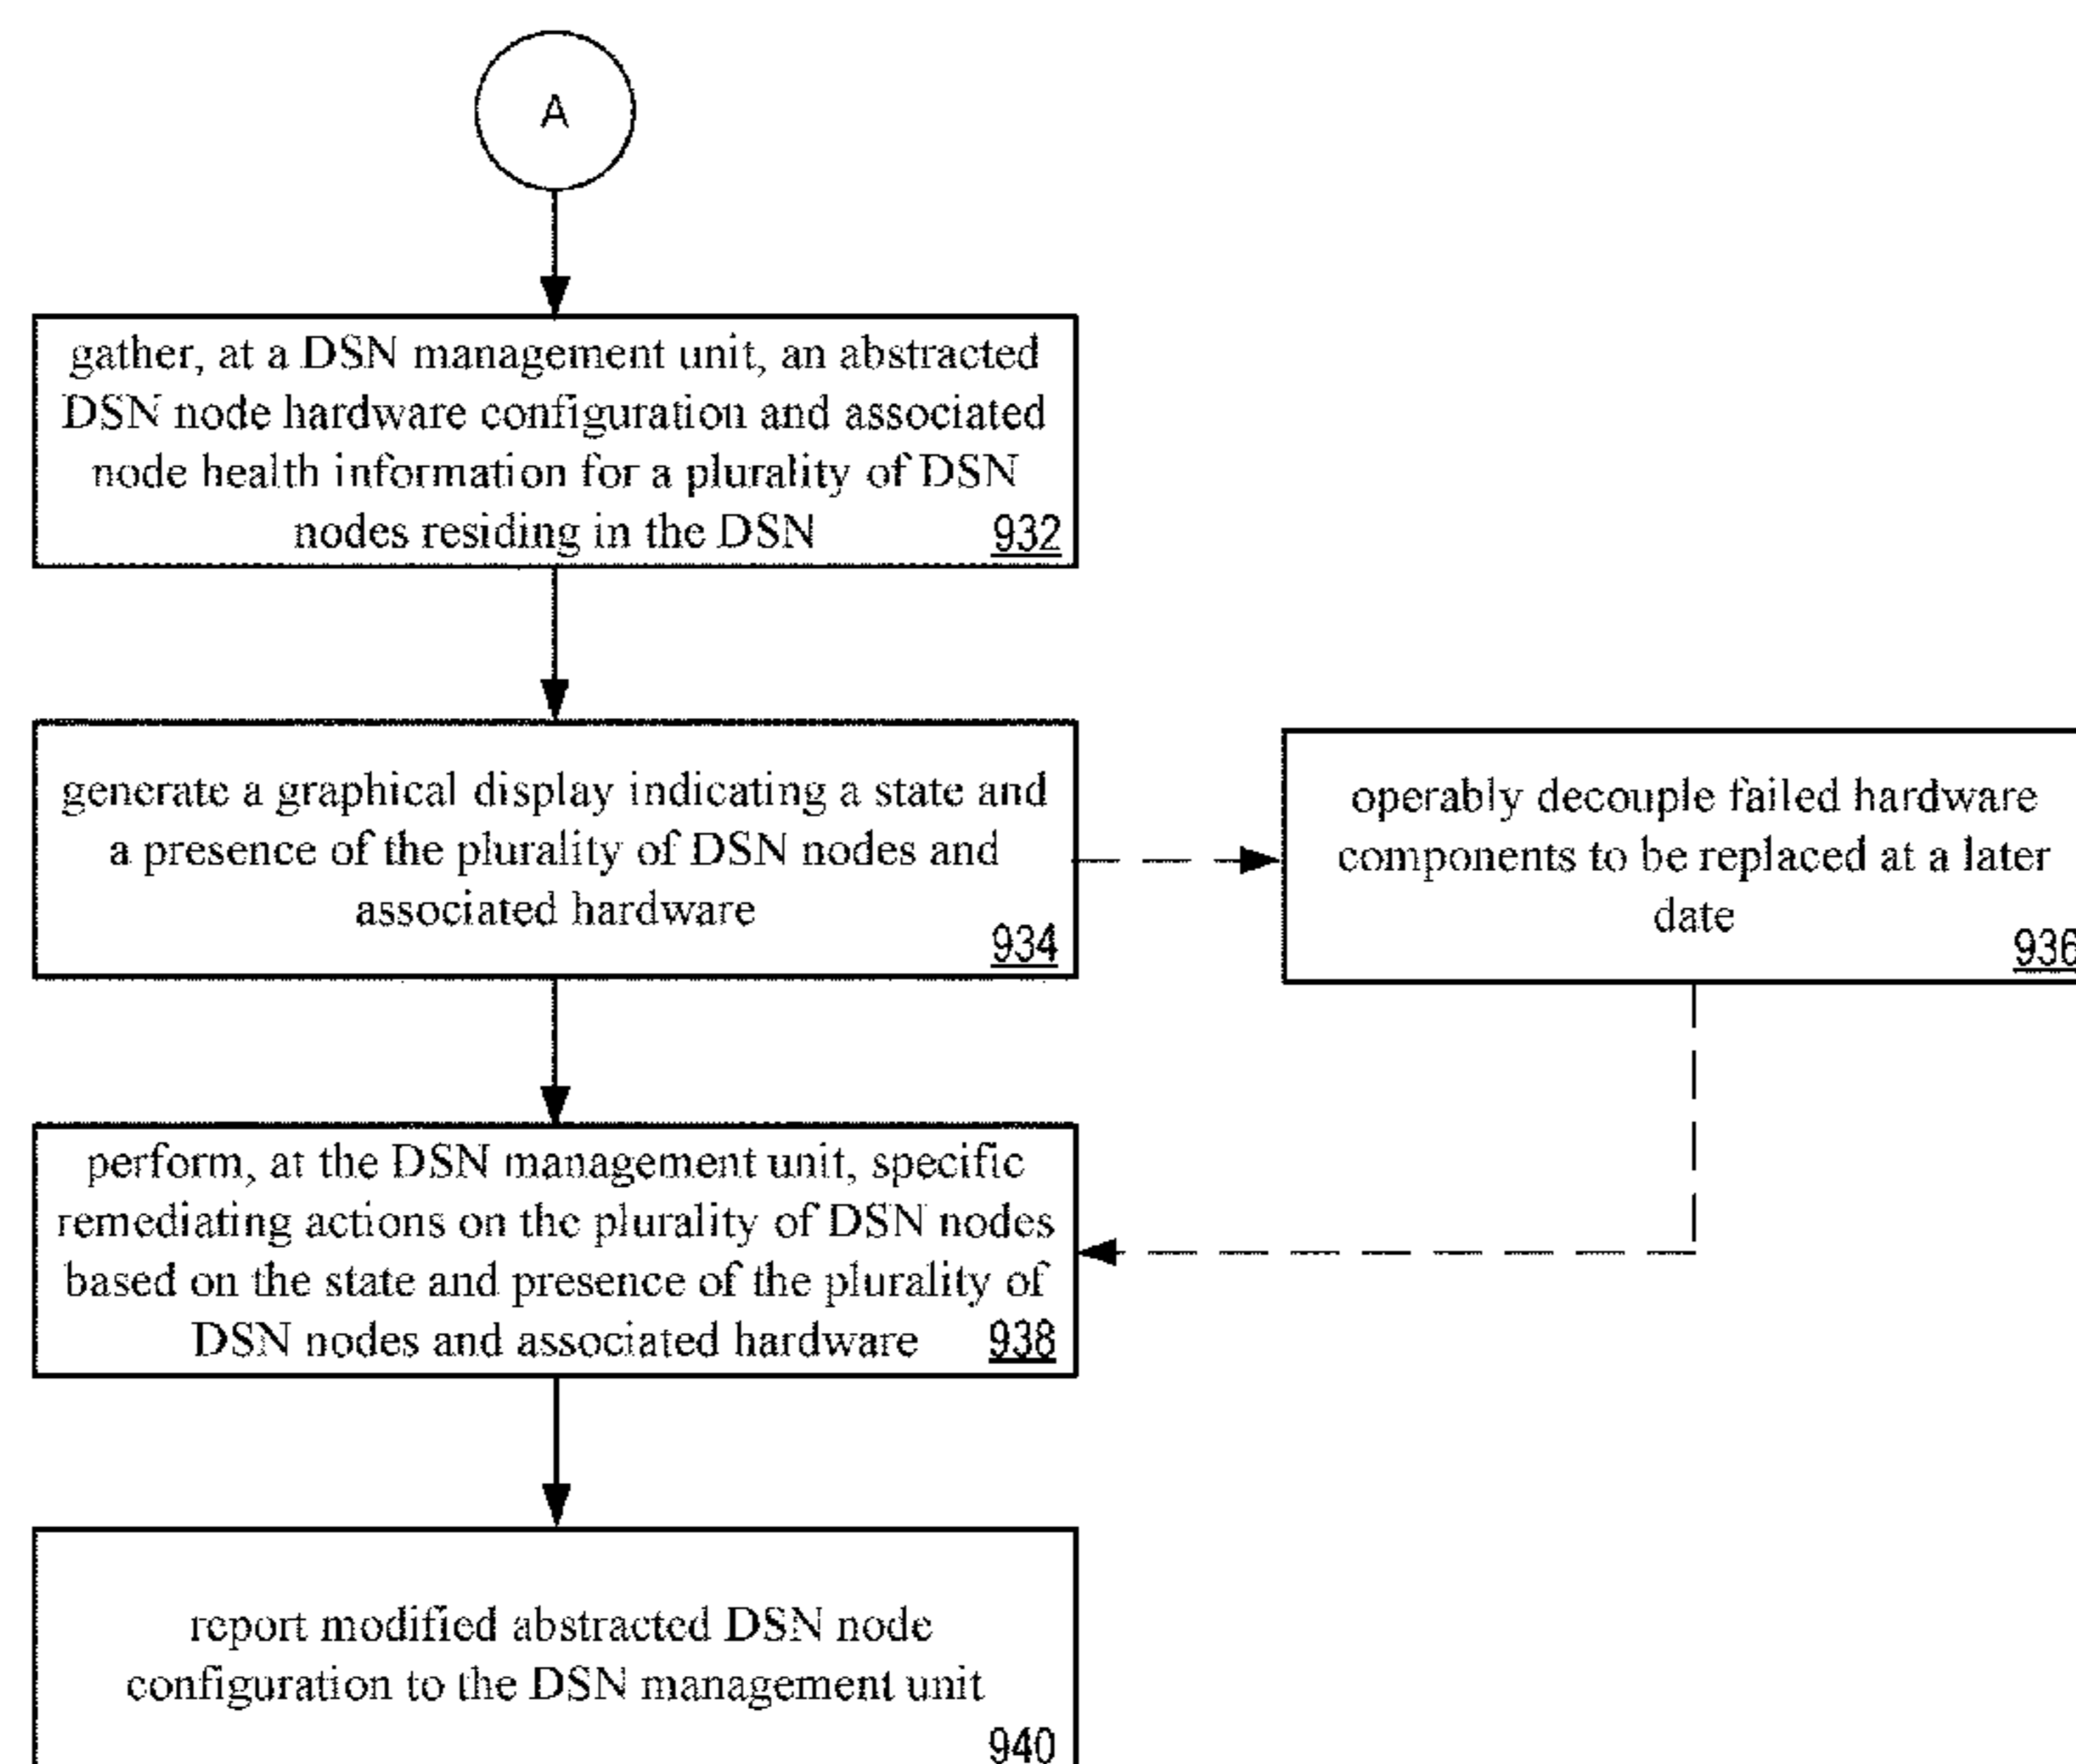 A
gather, at a DSN management unit, an abstracted
DSN node hardware configuration and associated
node health information for a plurality of DSN
nodes residing in the DSN
932
generate a graphical display indicating a state and
a presence of the plurality of DSN nodes and
associated hardware
934
operably decouple failed hardware
components to be replaced at a later
date
936
perform, at the DSN management unit, specific
remediating actions on the plurality of DSN nodes
based on the state and presence of the plurality of
DSN nodes and associated hardware
938
report modified abstracted DSN node
configuration to the DSN management unit
940